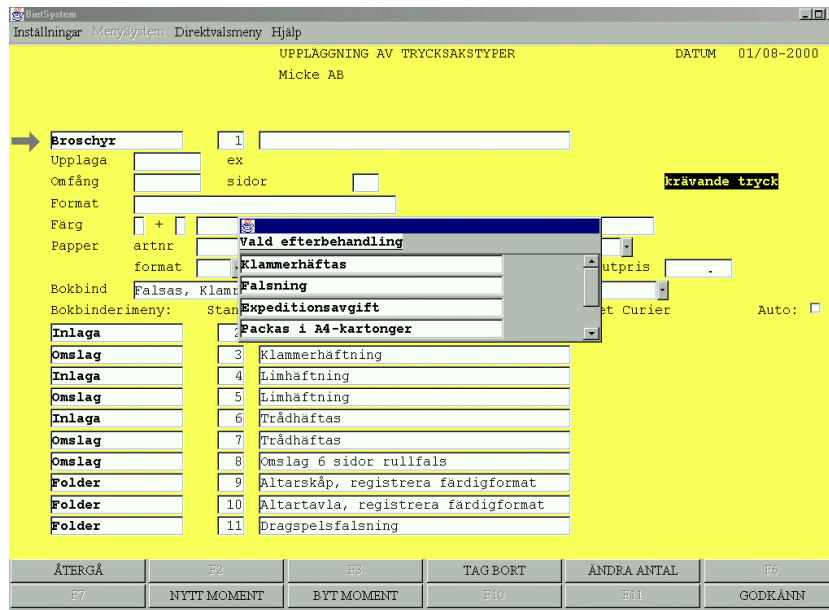 BietSystem
Inställningar MenySystem Direktvalsmeny Hjälp
UPPLÄGGNING AV TRYCKSAKSTYPER DATUM 01/08-2000
Micke AB
Broschyr 1
Upplaga ex
Omfång sidor krävande tryck
Format
Färg +
Papper artnr
format utpris .
Bokbind Falsas, Klamr
Bokbinderimeny: Stan et Curier Auto:
Vald efterbehandling
Klammerhäftas
Falsning
Expeditionsavgift
Packas i A4-kartonger
Inlaga 2
Omslag 3 Klammerhäftning
Inlaga 4 Limhäftning
Omslag 5 Limhäftning
Inlaga 6 Trådhäftas
Omslag 7 Trådhäftas
Omslag 8 Omslag 6 sidor rullfals
Folder 9 Altarskåp, registrera färdigformat
Folder 10 Altartavla, registrera färdigformat
Folder 11 Dragspelsfalsning
ÅTERGÅ F2 F3 TAG BORT ÄNDRA ANTAL F6
F7 NYTT MOMENT BYT MOMENT F10 F11 GODKÄNN